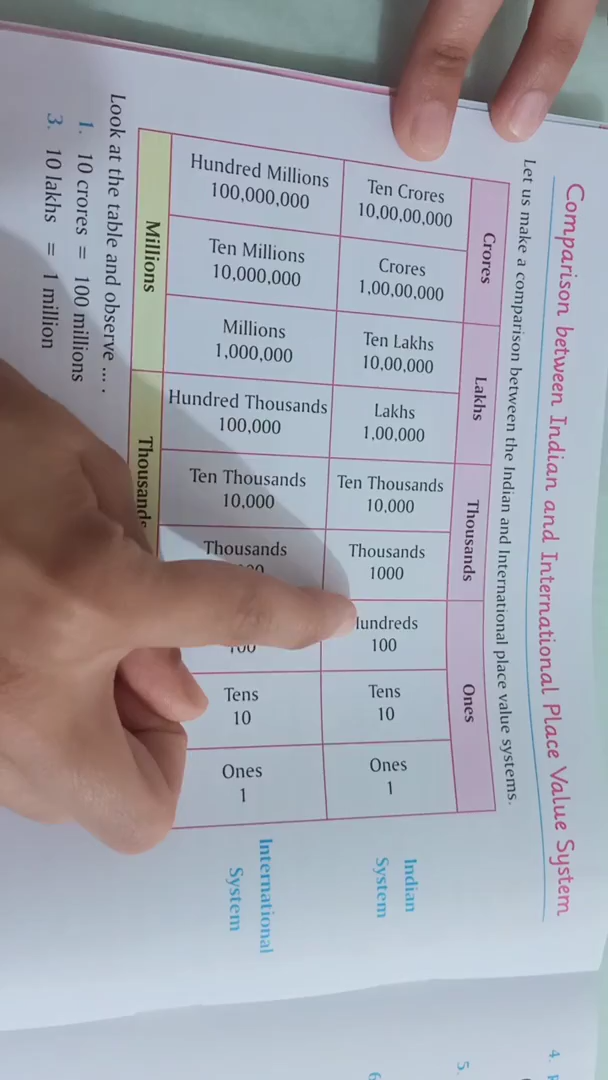 Comparison between Indian and International Place Value System
Let us make a comparison between the Indian and International place value systems.
Crores
Lakhs
Thousands
Ones
Ten Crores
10,00,00,000
Crores
1,00,00,000
Ten Lakhs
10,00,000
Lakhs
1,00,000
Ten Thousands
10,000
Thousands
1000
100
Tens
10
Ones
1
Indian
System
Hundred Millions
100,000,000
Ten Millions
10,000,000
Millions
1,000,000
Hundred Thousands
100,000
Ten Thousands
10,000
Thousands
Tens
10
Ones
1
International
System
Millions
Look at the table and observe ... .
1. 10 crores = 100 millions
3. 10 lakhs = 1 million
4.
5.